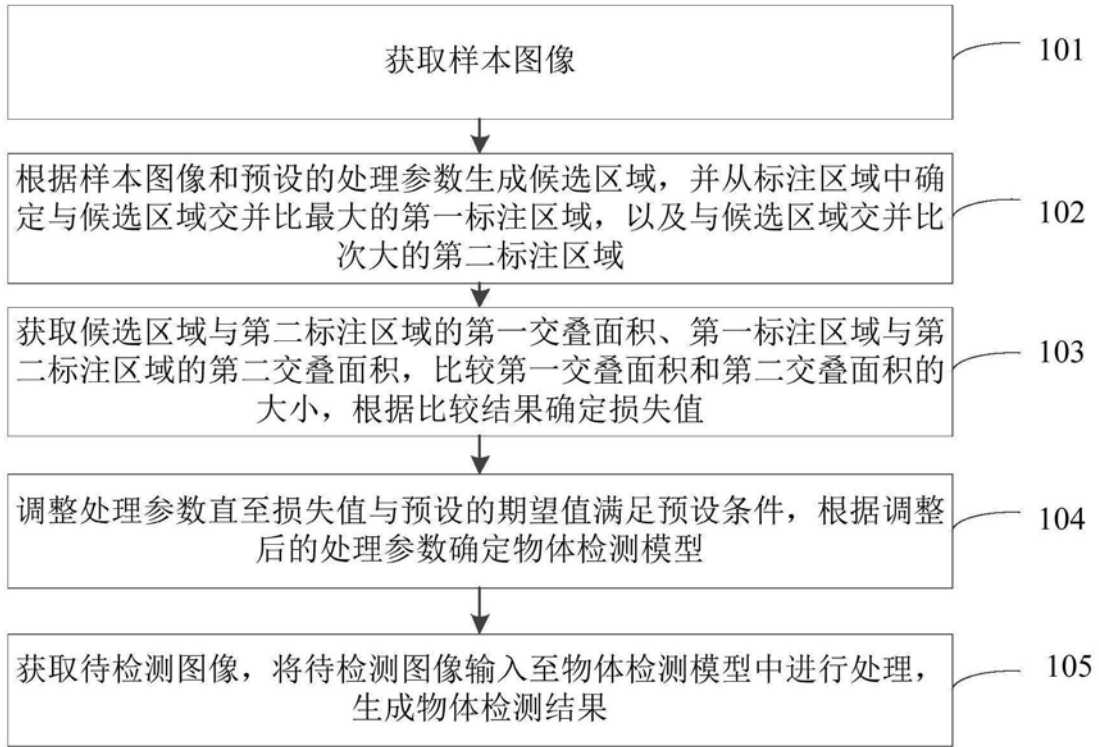 获取样本图像
101
根据样本图像和预设的处理参数生成候选区域，并从标注区域中确
定与候选区域交并比最大的第一标注区域，以及与候选区域交并比
次大的第二标注区域
102
获取候选区域与第二标注区域的第一交叠面积、第一标注区域与第
二标注区域的第二交叠面积，比较第一交叠面积和第二交叠面积的
大小，根据比较结果确定损失值
103
调整处理参数直至损失值与预设的期望值满足预设条件，根据调整
后的处理参数确定物体检测模型
104
获取待检测图像，将待检测图像输入至物体检测模型中进行处理，
生成物体检测结果
105